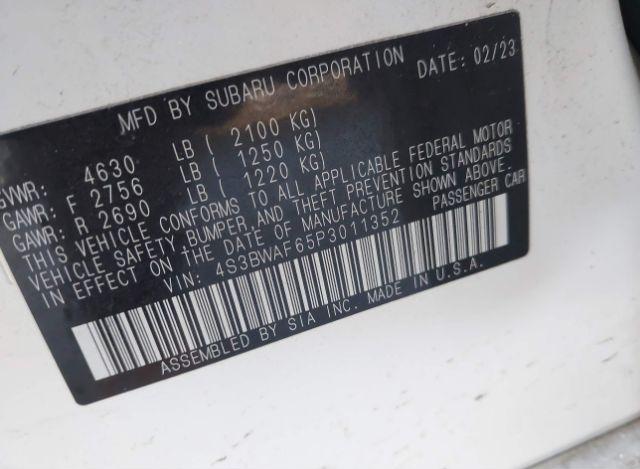 MFD BY SUBARU CORPORATION DATE: 02/23
GVWR: 4630 LB ( 2100 KG)
GAWR: F 2756 LB ( 1250 KG)
GAWR: R 2690 LB ( 1220 KG)
THIS VEHICLE CONFORMS TO ALL APPLICABLE FEDERAL MOTOR
VEHICLE SAFETY, BUMPER, AND THEFT PREVENTION STANDARDS
IN EFFECT ON THE DATE OF MANUFACTURE SHOWN ABOVE.
VIN: 4S3BWAF65P3011352 PASSENGER CAR
ASSEMBLED BY SIA INC. MADE IN U.S.A.